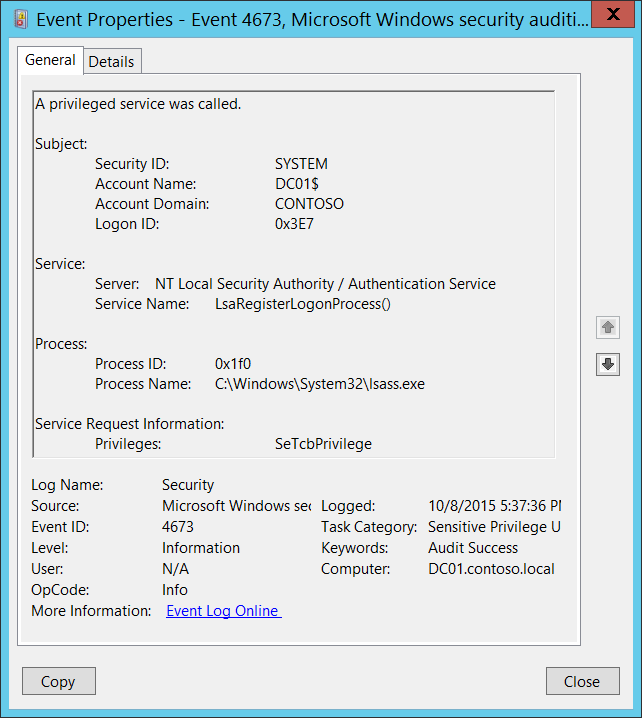 Event Properties - Event 4673, Microsoft Windows security auditi...
General Details
A privileged service was called.
Subject:
Security ID: SYSTEM
Account Name: DC01$
Account Domain: CONTOSO
Logon ID: 0x3E7
Service:
Server: NT Local Security Authority / Authentication Service
Service Name: LsaRegisterLogonProcess()
Process:
Process ID: 0x1f0
Process Name: C:\Windows\System32\lsass.exe
Service Request Information:
Privileges: SeTcbPrivilege
Log Name: Security
Source: Microsoft Windows sec Logged: 10/8/2015 5:37:36 PM
Event ID: 4673 Task Category: Sensitive Privilege U
Level: Information Keywords: Audit Success
User: N/A Computer: DC01.contoso.local
OpCode: Info
More Information: Event Log Online
Copy Close